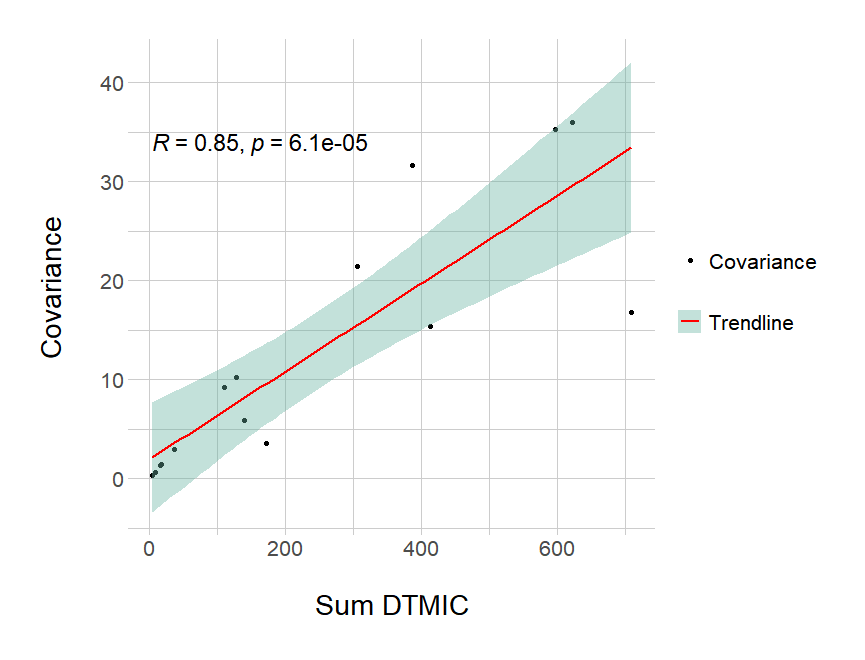 40
R = 0.85, p = 6.1e-05
30
Covariance
20
10
0
Covariance
Trendline
0 200 400 600
Sum DTMIC